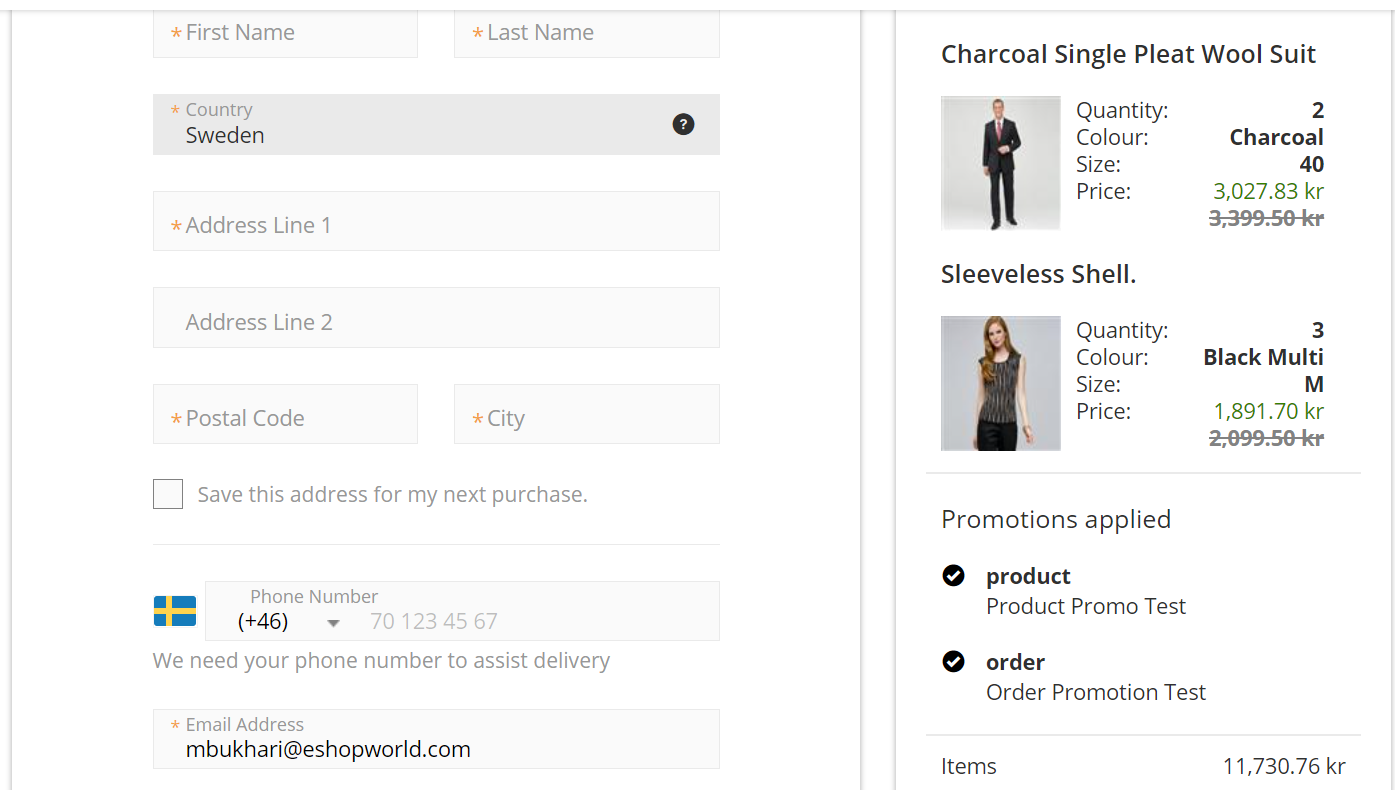 * First Name
* Last Name
* Country
Sweden
?
* Address Line 1
Address Line 2
* Postal Code
* City
Save this address for my next purchase.
Phone Number
(+46) 70 123 45 67
We need your phone number to assist delivery
* Email Address
mbukhari@eshopworld.com
Charcoal Single Pleat Wool Suit
Quantity: 2
Colour: Charcoal
Size: 40
Price: 3,027.83 kr
3,399.50 kr
Sleeveless Shell.
Quantity: 3
Colour: Black Multi
Size: M
Price: 1,891.70 kr
2,099.50 kr
Promotions applied
product
Product Promo Test
order
Order Promotion Test
Items 11,730.76 kr